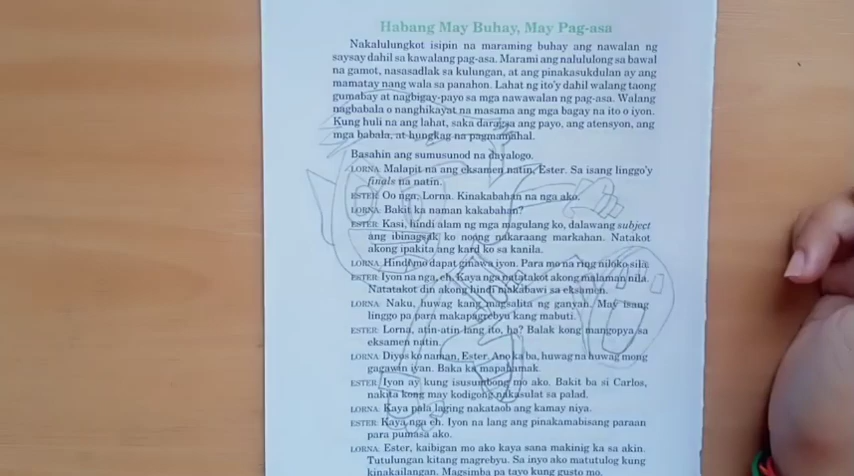 Habang May Buhay, May Pag-asa
Nakalulungkot isipin na maraming buhay ang nawalan ng
saysay dahil sa kawalang pag-asa. Marami ang nalululong sa bawal
na gamot, nasasadlak sa kulungan, at ang pinakasukdulan ay ang
mamatay nang wala sa panahon. Lahat ng ito'y dahil walang taong
gumabay at nagbigay-payo sa mga nawawalan ng pag-asa. Walang
nagbabala o nanghikayat na masama ang mga bagay na ito o iyon.
Kung huli na ang lahat, saka daragsa ang payo, ang atensyon, ang
mga babala, at hungkag na pagmamahal.
Basahin ang sumusunod na dayalogo.
LORNA: Malapit na ang eksamen natin, Ester. Sa isang linggo'y
finals na natin.
ESTER: Oo nga, Lorna. Kinakabahan na nga ako.
LORNA: Bakit ka naman kakabahan?
ESTER: Kasi, hindi alam ng mga magulang ko, dalawang subject
ang ibinagsak ko noong nakaraang markahan. Natakot
akong ipakita ang kard ko sa kanila.
LORNA: Hindi mo dapat ginawa iyon. Para mo na ring niloko sila.
ESTER: Iyon na nga, eh. Kaya nga natatakot akong malaman nila.
Natatakot din akong hindi makabawi sa eksamen.
LORNA: Naku, huwag kang magsalita ng ganyan. May isang
linggo pa para makapagrebyu kang mabuti.
ESTER: Lorna, atin-atin lang ito, ha? Balak kong mangopya sa
eksamen natin.
LORNA: Diyos ko naman, Ester. Ano ka ba, huwag na huwag mong
gagawin iyan. Baka ka mapahamak.
ESTER: Iyon ay kung isusumbong mo ako. Bakit ba si Carlos,
nakita kong may kodigong nakasulat sa palad.
LORNA: Kaya pala laging nakataob ang kamay niya.
ESTER: Kaya nga eh. Iyon na lang ang pinakamabisang paraan
para pumasa ako.
LORNA: Ester, kaibigan mo ako kaya sana makinig ka sa akin.
Tutulungan kitang magrebyu. Sa inyo ako matutulog kung
kinakailangan. Magsimba pa tayo kung gusto mo.